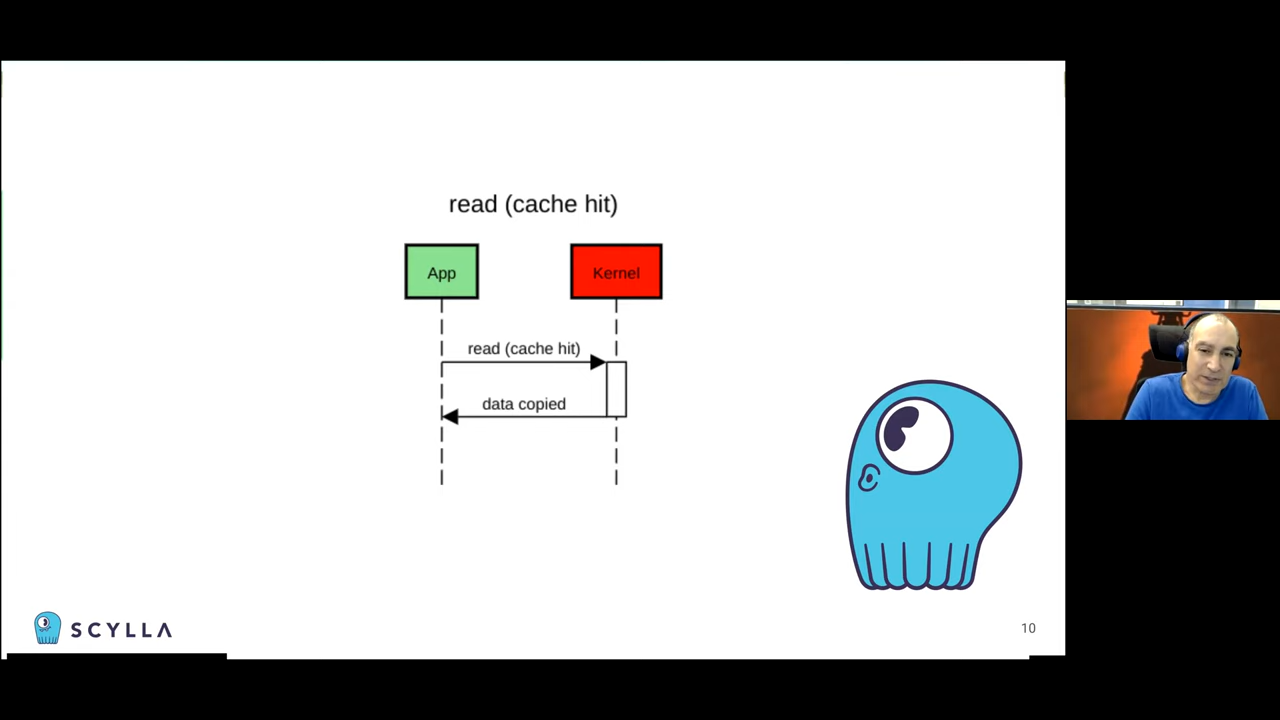 read (cache hit)
App
Kernel
read (cache hit)
data copied
SCYLLA
10